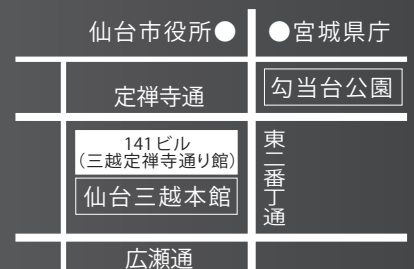 仙台市役所●
●宮城県庁
定禅寺通
勾当台公園
141ビル
(三越定禅寺通り館)
仙台三越本館
東二番丁通
広瀬通